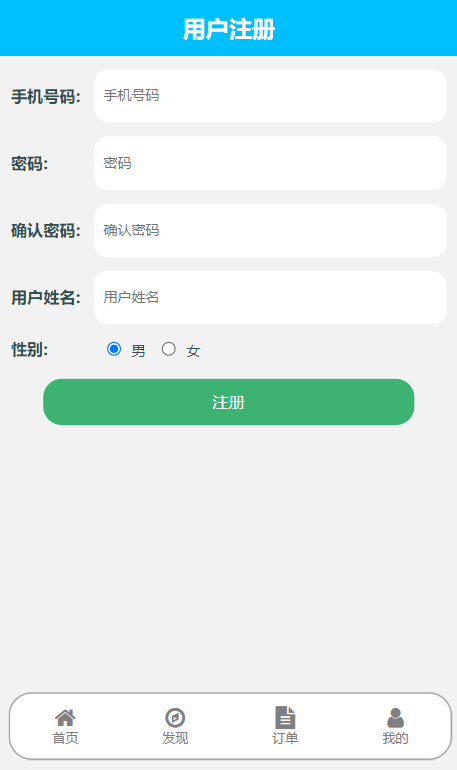 用户注册
手机号码: 手机号码
密码: 密码
确认密码: 确认密码
用户姓名: 用户姓名
性别: 男 女
注册
首页 发现 订单 我的